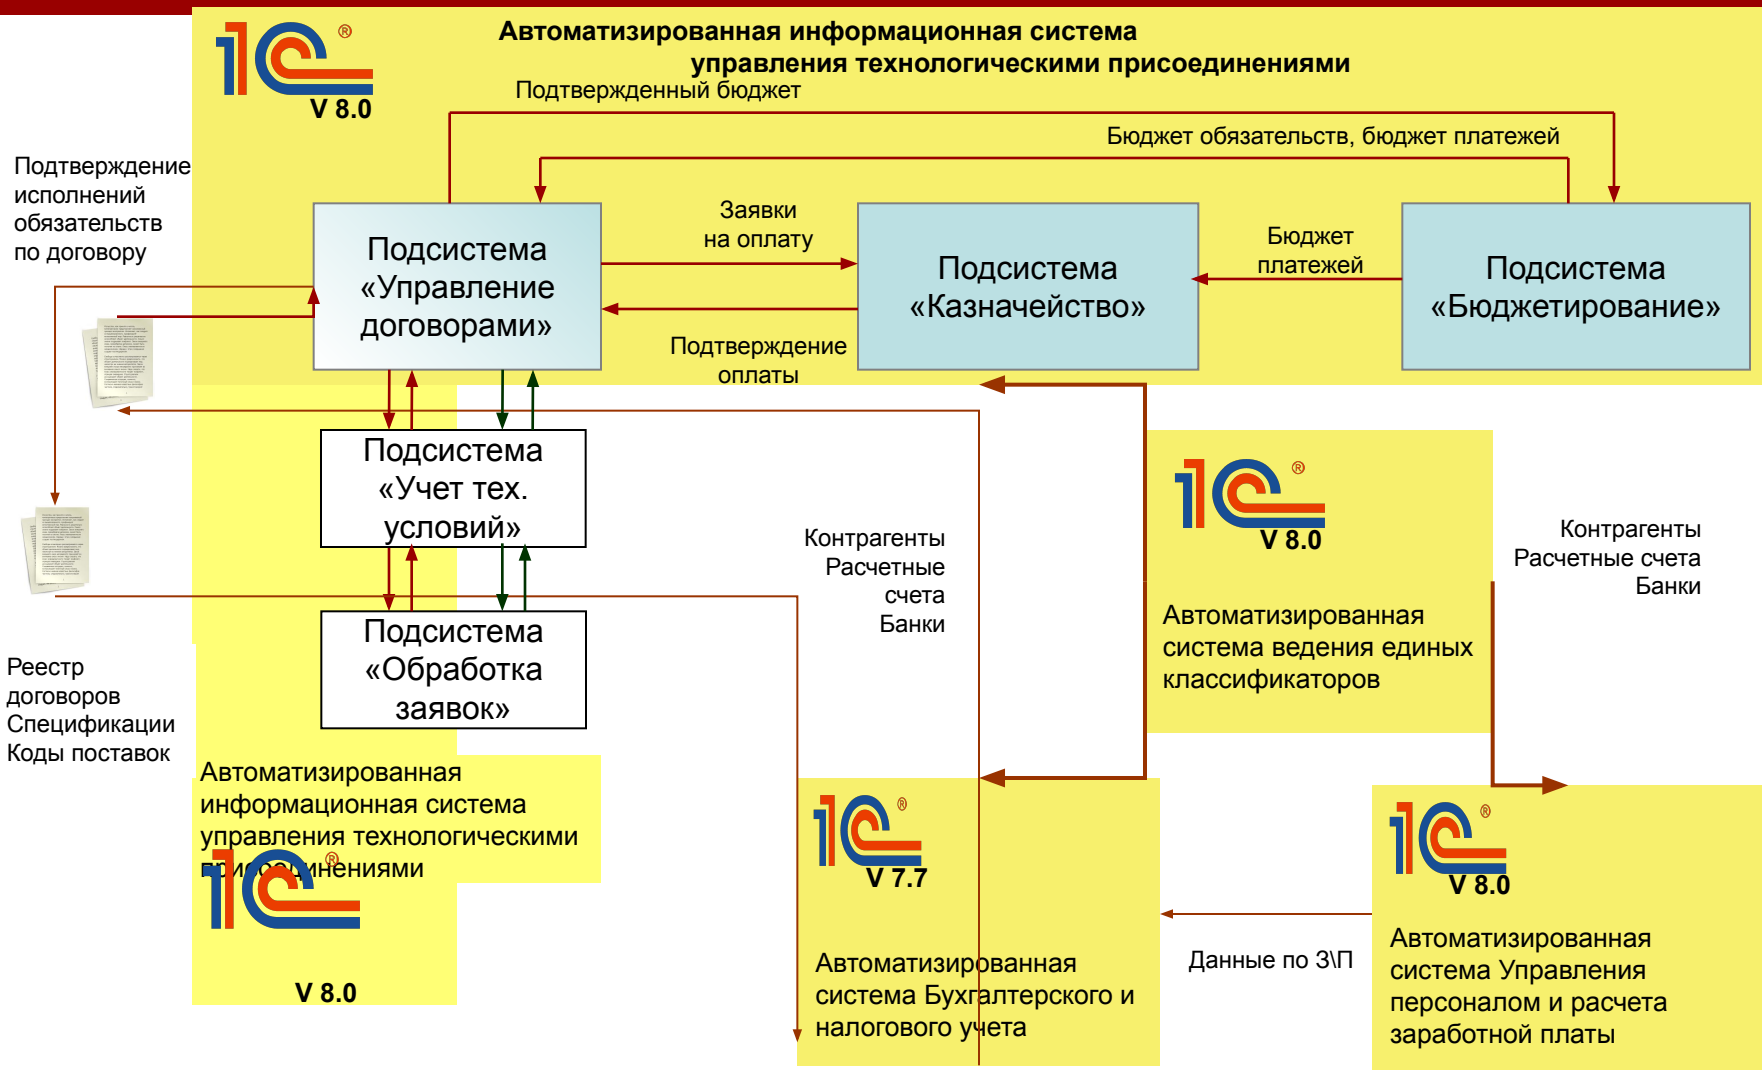 Автоматизированная информационная система
управления технологическими присоединениями
1С®
V 8.0
Подтвержденный бюджет
Бюджет обязательств, бюджет платежей
Подтверждение
исполнений
обязательств
по договору
Подсистема
«Управление
договорами»
Заявки
на оплату
Подтверждение
оплаты
Подсистема
«Казначейство»
Бюджет
платежей
Подсистема
«Бюджетирование»
Подсистема
«Учет тех.
условий»
Подсистема
«Обработка
заявок»
Реестр
договоров
Спецификации
Коды поставок
Контрагенты
Расчетные
счета
Банки
1С®
V 8.0
Автоматизированная
система ведения единых
классификаторов
Контрагенты
Расчетные счета
Банки
Автоматизированная
информационная система
управления технологическими
присоединениями
1С®
V 8.0
1С®
V 7.7
Автоматизированная
система Бухгалтерского и
налогового учета
Данные по З\П
1С®
V 8.0
Автоматизированная
система Управления
персоналом и расчета
заработной платы